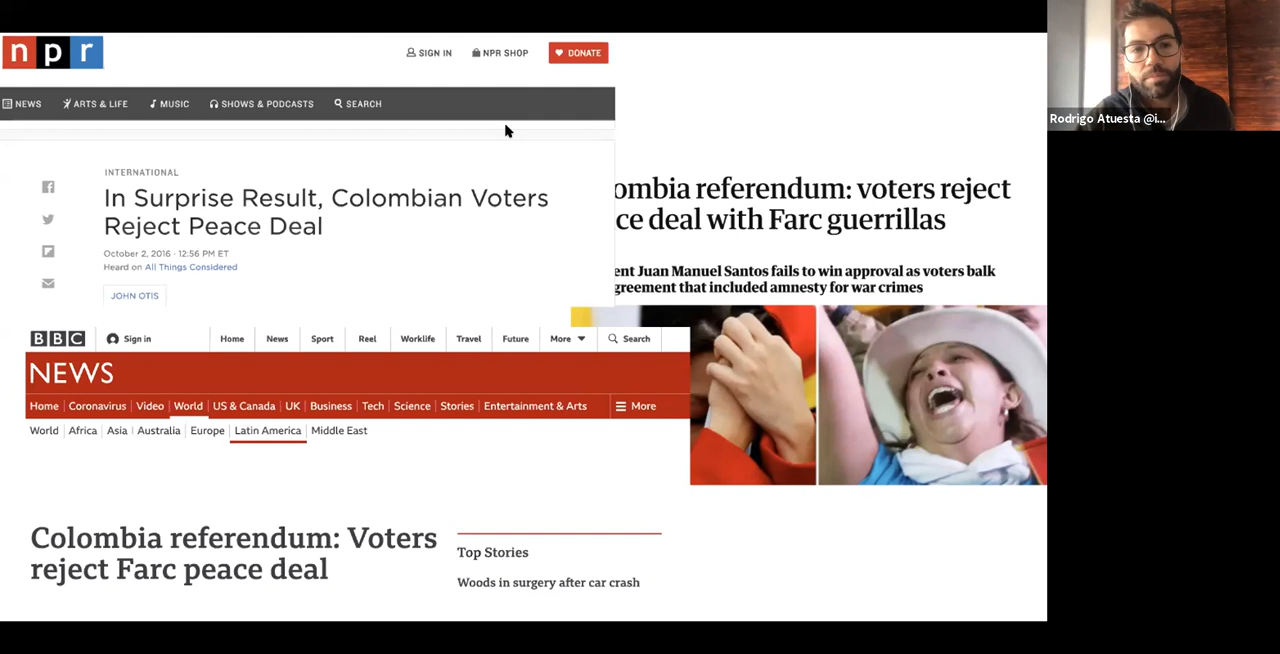 npr
SIGN IN NPR SHOP DONATE
NEWS ARTS & LIFE MUSIC SHOWS & PODCASTS SEARCH
INTERNATIONAL
In Surprise Result, Colombian Voters
Reject Peace Deal
October 2, 2016 · 12:56 PM ET
Heard on All Things Considered
JOHN OTIS
ombia referendum: voters reject
ce deal with Farc guerrillas
ent Juan Manuel Santos fails to win approval as voters balk
greement that included amnesty for war crimes
BBC Sign in Home News Sport Reel Worklife Travel Future More Search
NEWS
Home Coronavirus Video World US & Canada UK Business Tech Science Stories Entertainment & Arts More
World Africa Asia Australia Europe Latin America Middle East
Colombia referendum: Voters
reject Farc peace deal
Top Stories
Woods in surgery after car crash
Rodrigo Atuesta @i...